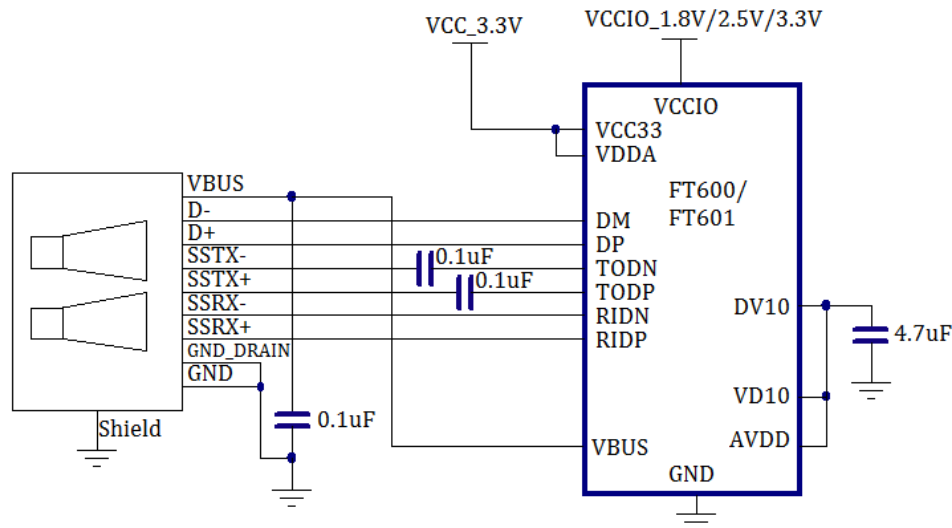 VCC_3.3V
VCCIO_1.8V/2.5V/3.3V
VCCIO
VCC33
VDDA
FT600/
FT601
VBUS
D-
D+
SSTX-
SSTX+
SSRX-
SSRX+
GND_DRAIN
GND
Shield
0.1uF
0.1uF
0.1uF
DM
DP
TODN
TODP
RIDN
RIDP
VBUS
DV10
VD10
AVDD
GND
4.7uF